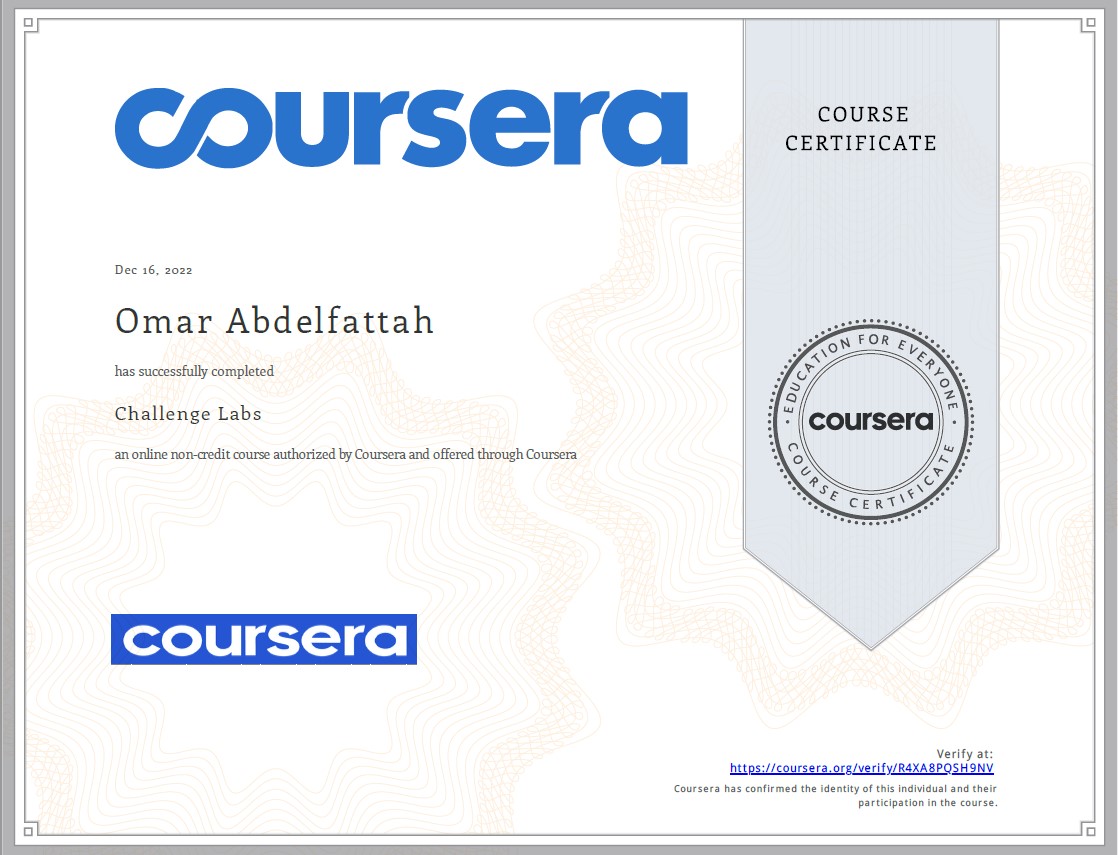 coursera
COURSE
CERTIFICATE
Dec 16, 2022
Omar Abdelfattah
has successfully completed
Challenge Labs
an online non-credit course authorized by Coursera and offered through Coursera
EDUCATION FOR EVERYONE
coursera
COURSE CERTIFICATE
coursera
Verify at:
https://coursera.org/verify/R4XA8PQSH9NV
Coursera has confirmed the identity of this individual and their
participation in the course.